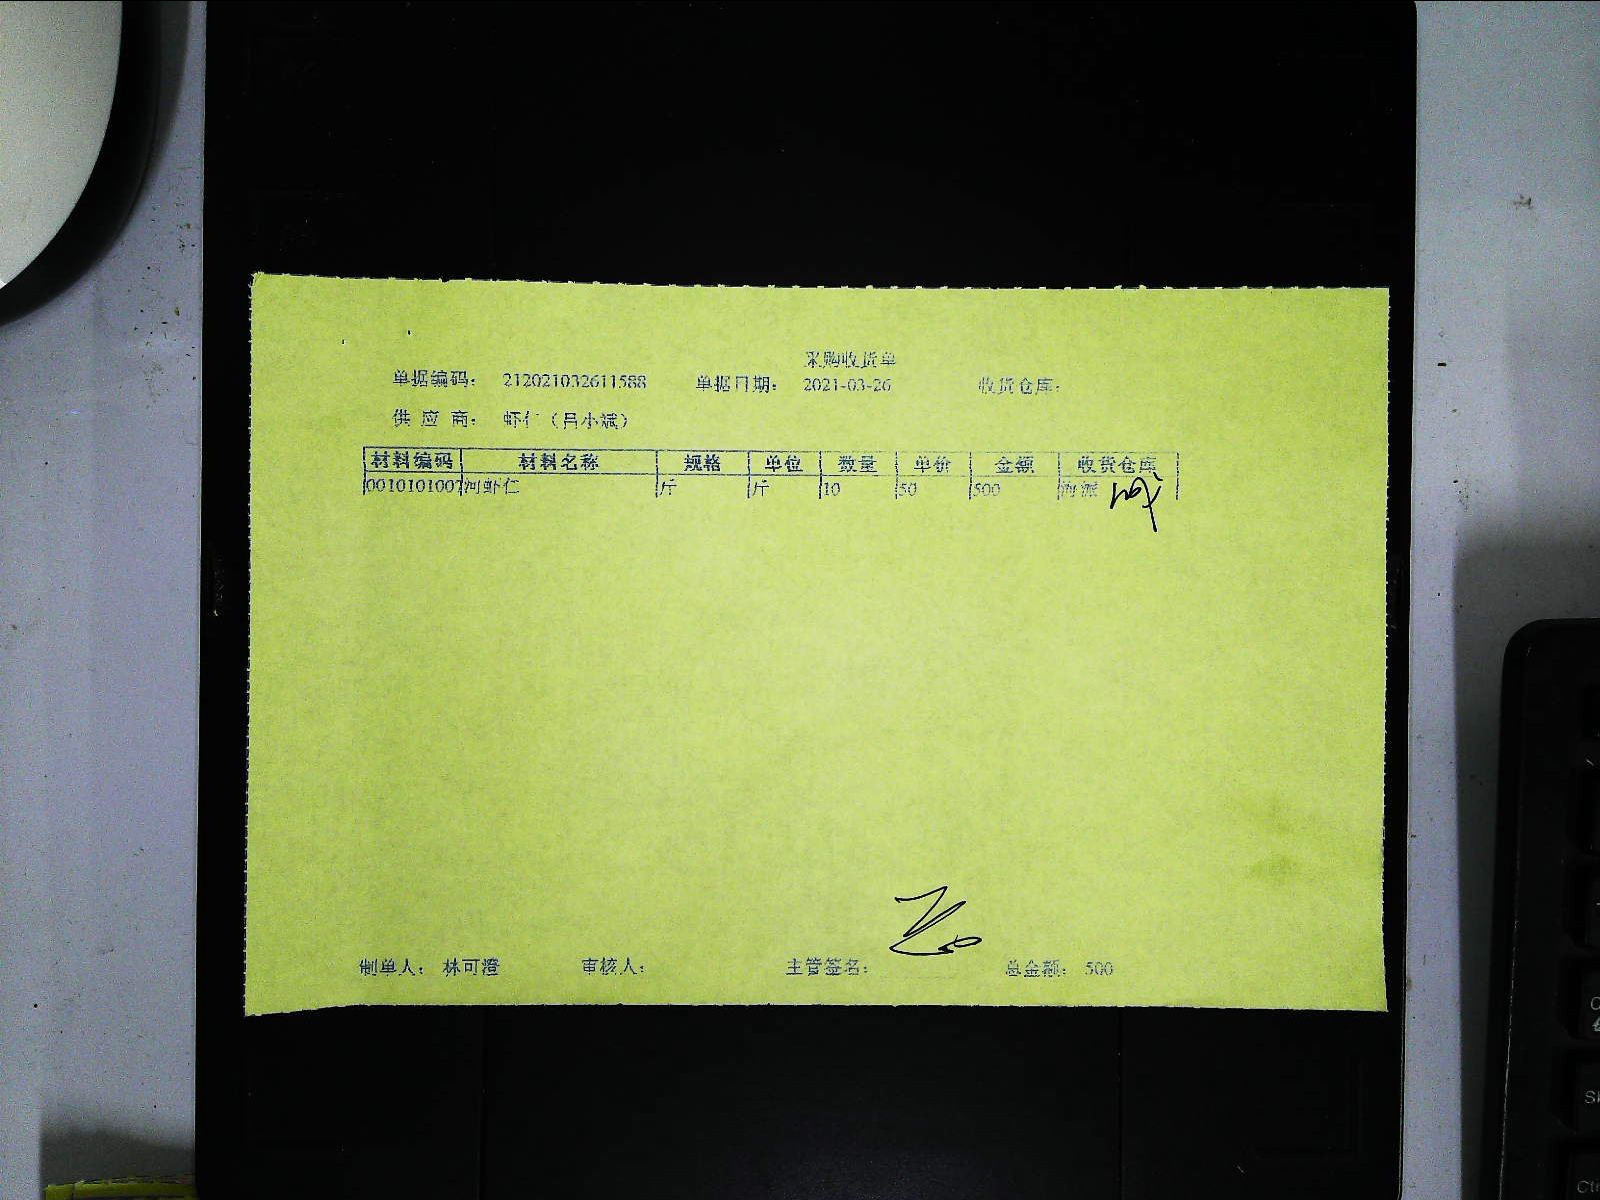 采购收货单
单据编码： 212021032611588 单据日期： 2021-03-26 收货仓库：
供 应 商： 虾仁（吕小斌）
材料编码 材料名称 规格 单位 数量 单价 金额 收货仓库
0010101007 河虾仁 斤 斤 10 50 500 海派
制单人： 林可澄 审核人： 主管签名： 总金额： 500